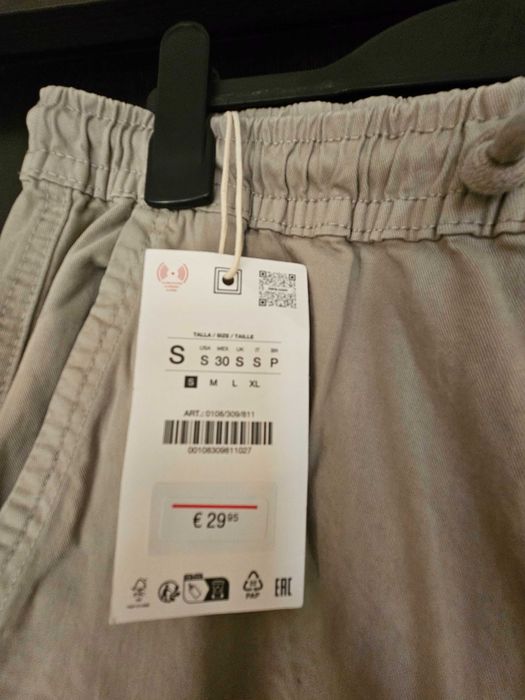 TALLA / SIZE / TAILLE
USA MEX UK IT BR
S S 30 S S P
S M L XL
ART.: 0108/309/811
00108309811027
€ 29 95
PAP
EAC